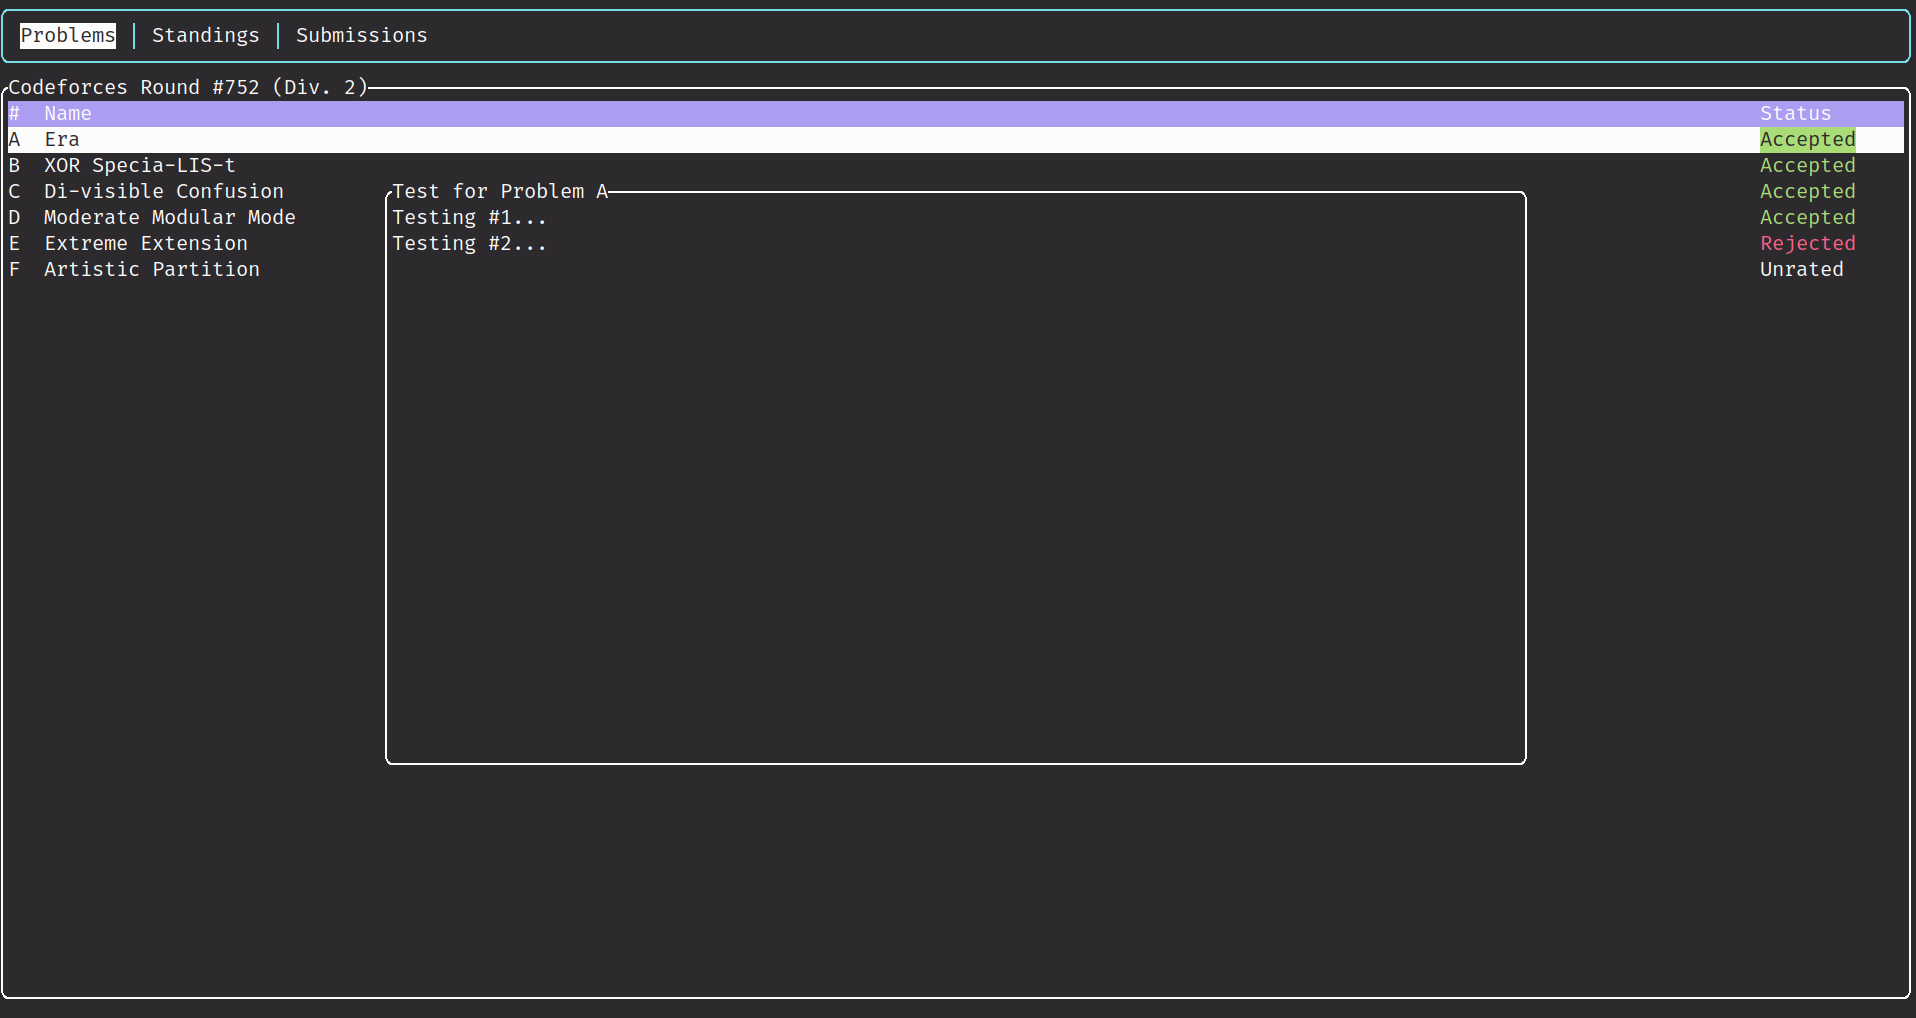 Problems │ Standings │ Submissions
Codeforces Round #752 (Div. 2)
# Name Status
A Era Accepted
B XOR Specia-LIS-t Accepted
C Di-visible Confusion Accepted
D Moderate Modular Mode Accepted
E Extreme Extension Rejected
F Artistic Partition Unrated
Test for Problem A
Testing #1...
Testing #2...